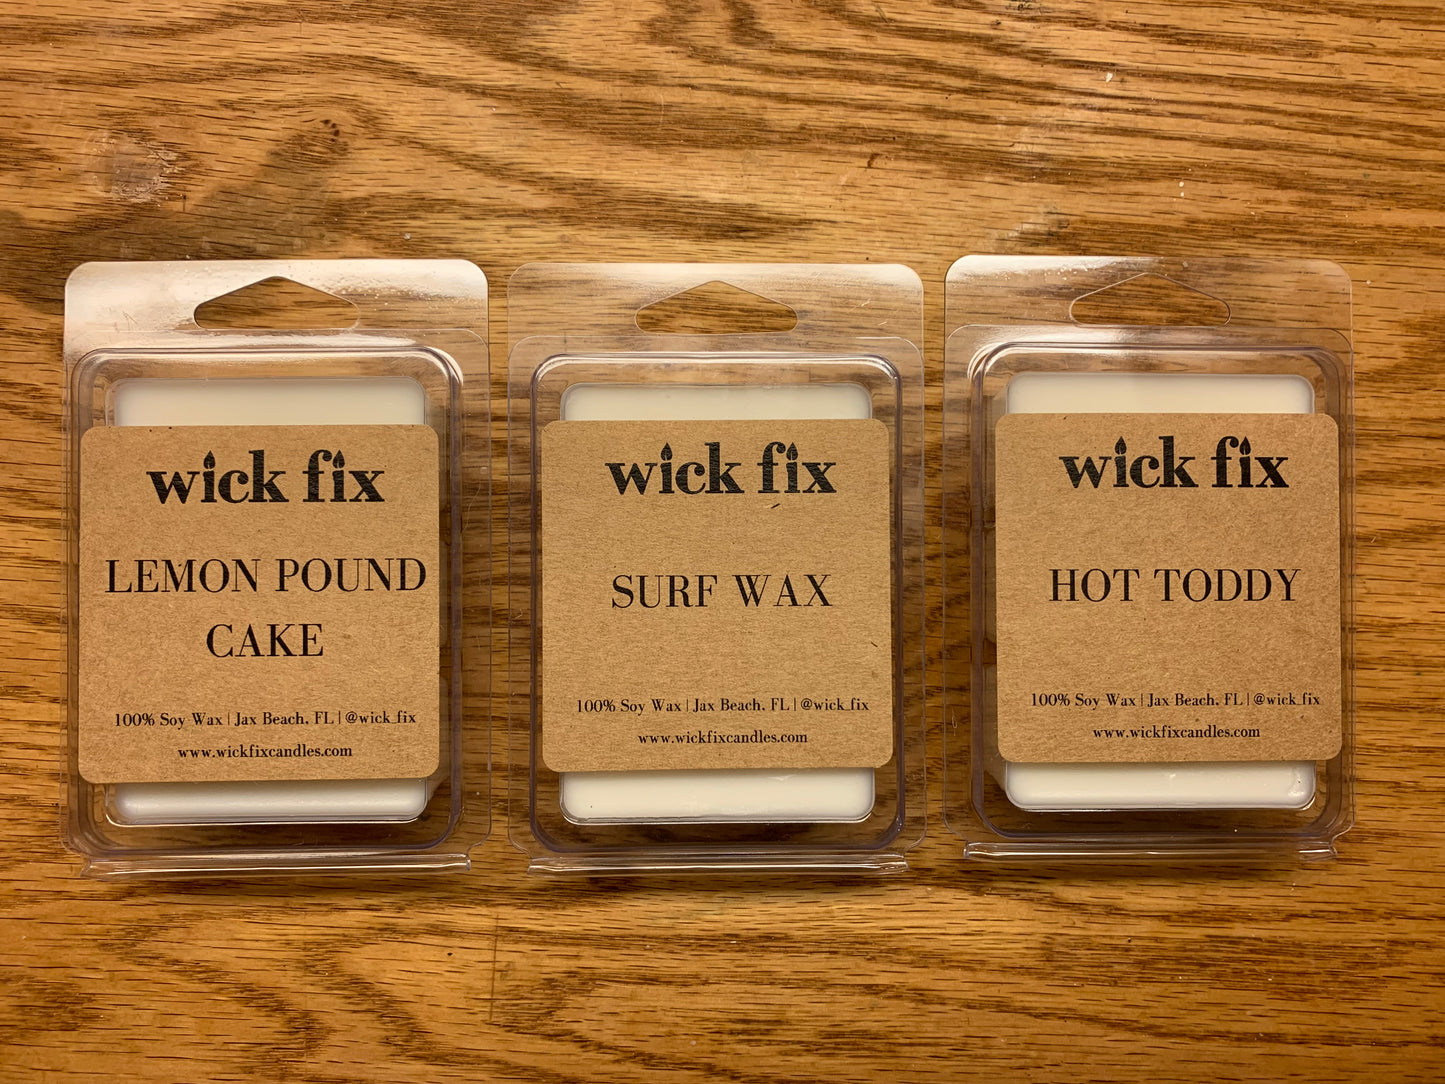 wick fix
LEMON POUND
CAKE
100% Soy Wax | Jax Beach, FL | @wick_fix
www.wickfixcandles.com
wick fix
SURF WAX
100% Soy Wax | Jax Beach, FL | @wick_fix
www.wickfixcandles.com
wick fix
HOT TODDY
100% Soy Wax | Jax Beach, FL | @wick_fix
www.wickfixcandles.com